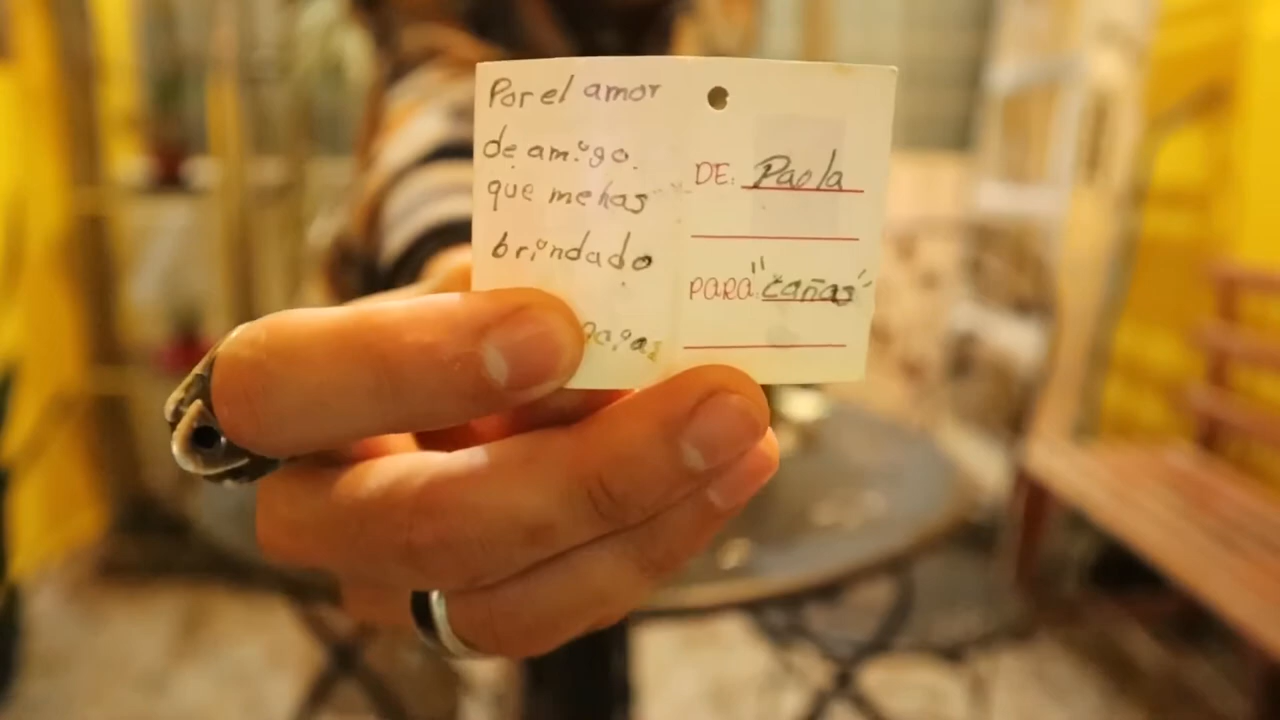 Por el amor
de amigo.
que me has
brindado
DE: Paola
PARA: "cañas"